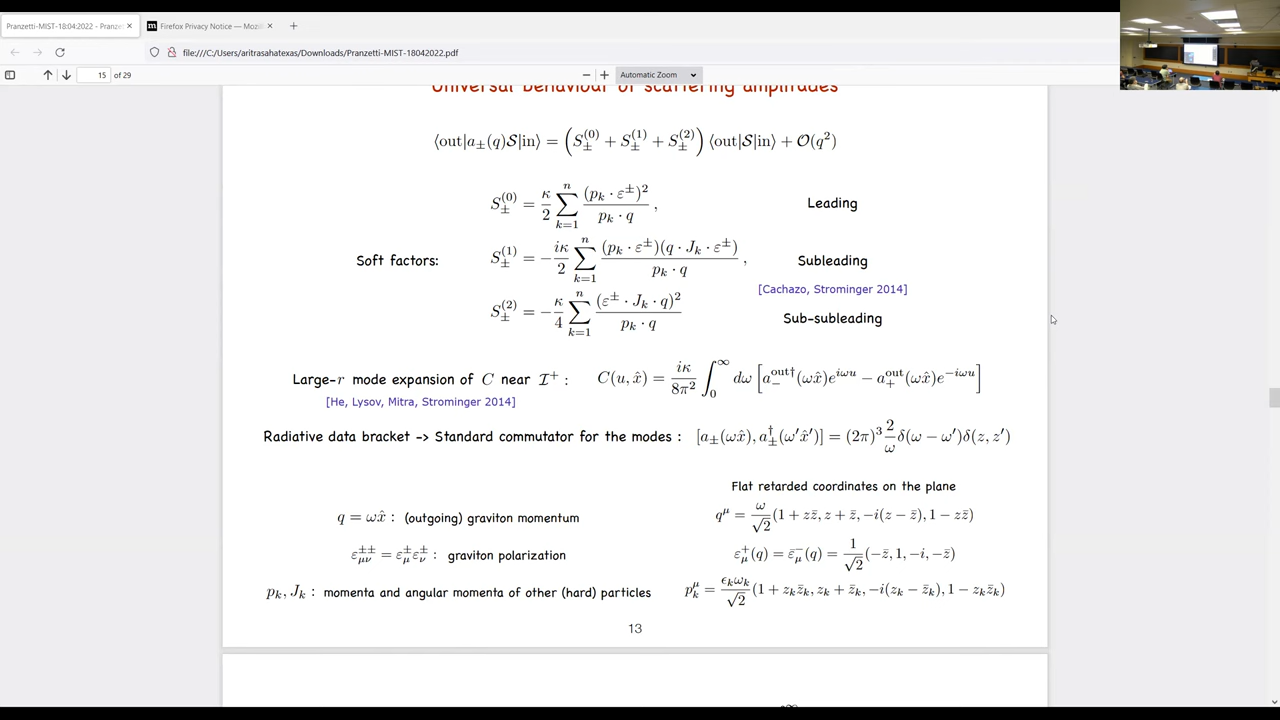 Pranzetti-MIST-18:04:2022 - Pranze
Firefox Privacy Notice — Mozil
file:///C:/Users/aritrasahatexas/Downloads/Pranzetti-MIST-18042022.pdf
15 of 29
Automatic Zoom
Universal behaviour of scattering amplitudes
⟨out|a±(q)𝒮|in⟩ = (S±^(0) + S±^(1) + S±^(2)) ⟨out|𝒮|in⟩ + 𝒪(q²)
S±^(0) = κ/2 ∑_{k=1}^{n} (p_k · ε^±)² / (p_k · q) , Leading
Soft factors: S±^(1) = − iκ/2 ∑_{k=1}^{n} (p_k · ε^±)(q · J_k · ε^±) / (p_k · q) , Subleading
[Cachazo, Strominger 2014]
S±^(2) = − κ/4 ∑_{k=1}^{n} (ε^± · J_k · q)² / (p_k · q) Sub-subleading
Large-r mode expansion of C near ℐ⁺ : C(u, x̂) = iκ/8π² ∫_0^∞ dω [a_−^{out†}(ωx̂)e^{iωu} − a_+^{out}(ωx̂)e^{−iωu}]
[He, Lysov, Mitra, Strominger 2014]
Radiative data bracket -> Standard commutator for the modes : [a±(ωx̂), a±^†(ω′x̂′)] = (2π)³ 2/ω δ(ω − ω′)δ(z, z′)
Flat retarded coordinates on the plane
q = ωx̂ : (outgoing) graviton momentum q^μ = ω/√2 (1 + zz̄, z + z̄, −i(z − z̄), 1 − zz̄)
ε_{μν}^{±±} = ε_μ^± ε_ν^± : graviton polarization ε_μ^+(q) = ε̄_μ^−(q) = 1/√2 (−z̄, 1, −i, −z̄)
p_k, J_k : momenta and angular momenta of other (hard) particles p_k^μ = ϵ_k ω_k/√2 (1 + z_k z̄_k, z_k + z̄_k, −i(z_k − z̄_k), 1 − z_k z̄_k)
13